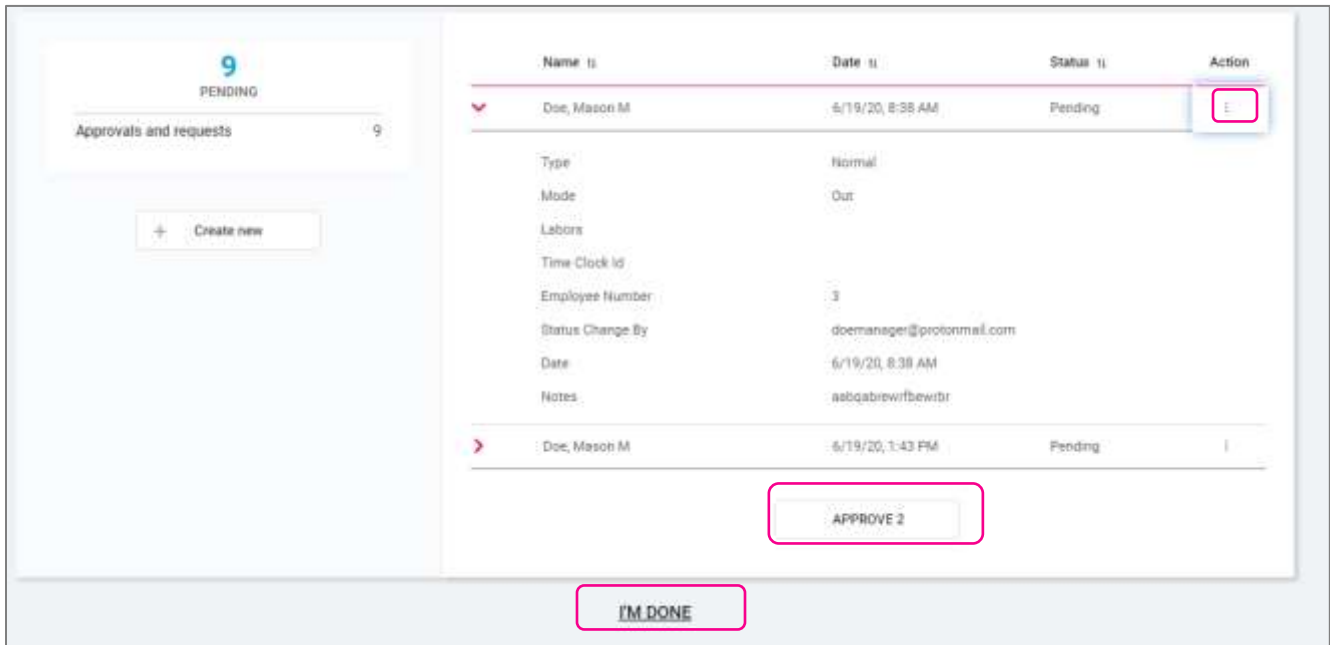 9
PENDING
Approvals and requests 9
+ Create new
Name Date Status Action
Doe, Mason M 6/19/20, 8:38 AM Pending
Type Normal
Mode Out
Labors
Time Clock Id
Employee Number 3
Status Change By doemanager@protonmail.com
Date 6/19/20, 8:38 AM
Notes
Doe, Mason M 6/19/20, 1:43 PM Pending
APPROVE 2
I'M DONE